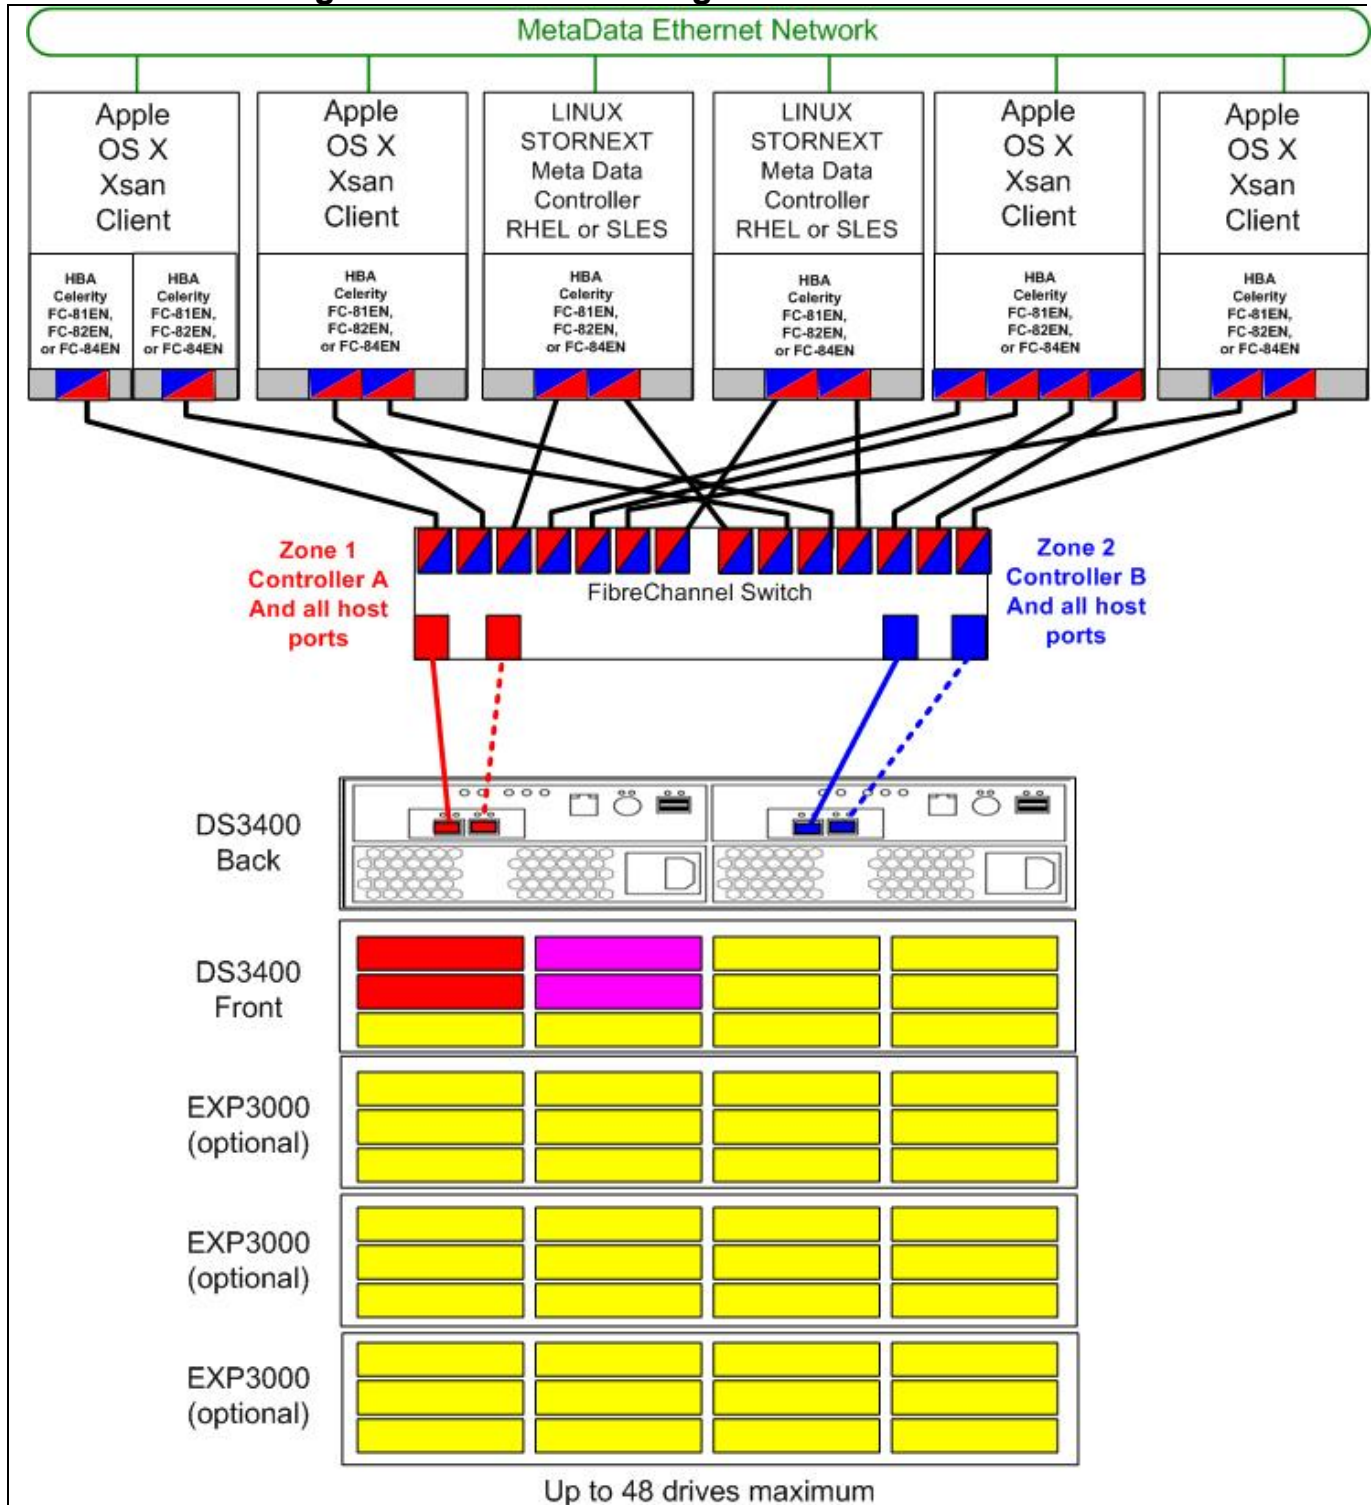 MetaData Ethernet Network
Apple
OS X
Xsan
Client
Apple
OS X
Xsan
Client
LINUX
STORNEXT
Meta Data
Controller
RHEL or SLES
LINUX
STORNEXT
Meta Data
Controller
RHEL or SLES
Apple
OS X
Xsan
Client
Apple
OS X
Xsan
Client
HBA
Celerity
FC-81EN,
FC-82EN,
or FC-84EN
HBA
Celerity
FC-81EN,
FC-82EN,
or FC-84EN
HBA
Celerity
FC-81EN,
FC-82EN,
or FC-84EN
HBA
Celerity
FC-81EN,
FC-82EN,
or FC-84EN
HBA
Celerity
FC-81EN,
FC-82EN,
or FC-84EN
HBA
Celerity
FC-81EN,
FC-82EN,
or FC-84EN
HBA
Celerity
FC-81EN,
FC-82EN,
or FC-84EN
Zone 1
Controller A
And all host
ports
FibreChannel Switch
Zone 2
Controller B
And all host
ports
DS3400
Back
DS3400
Front
EXP3000
(optional)
EXP3000
(optional)
EXP3000
(optional)
Up to 48 drives maximum